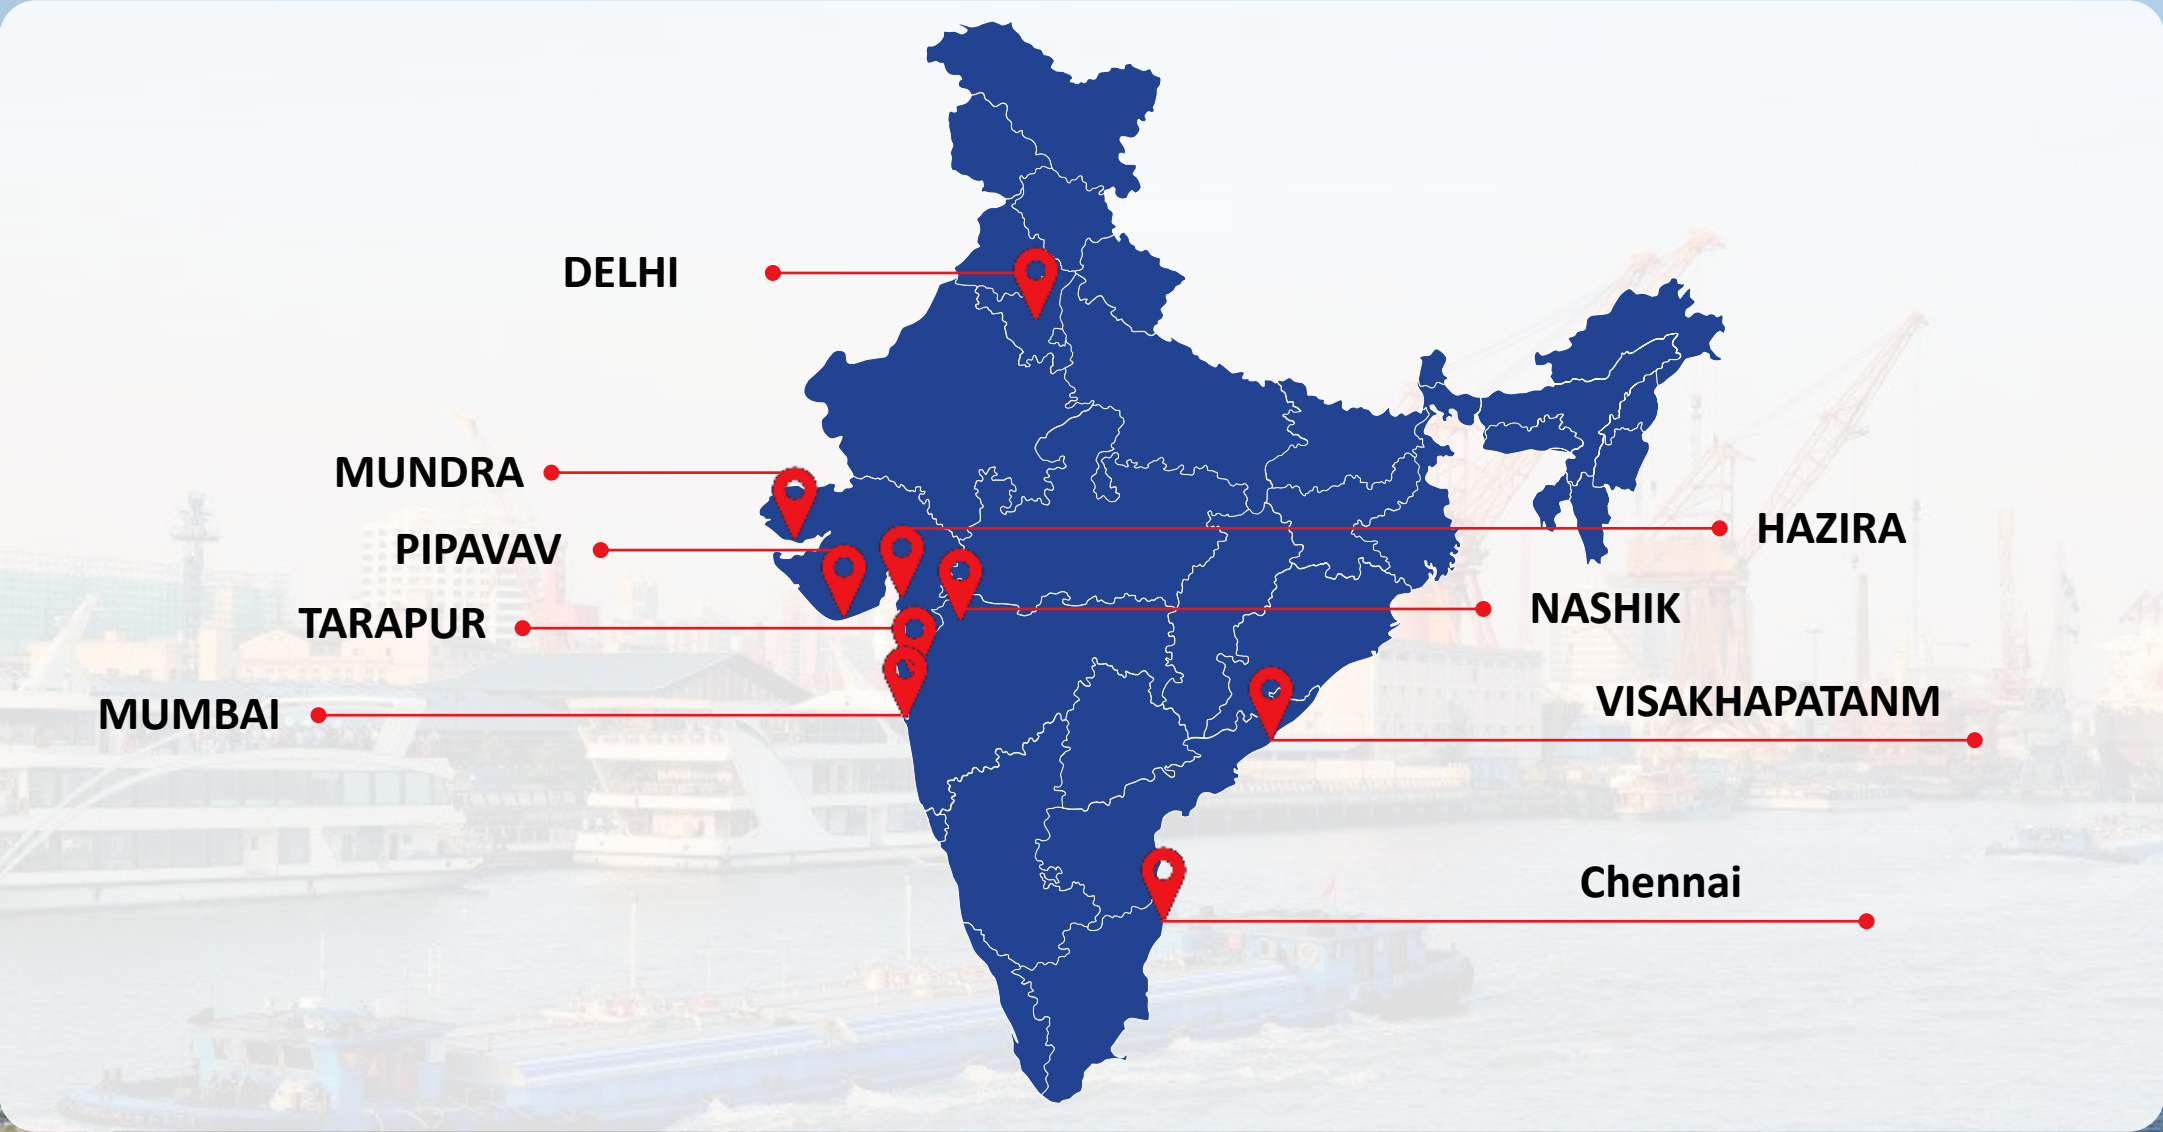 DELHI
MUNDRA
PIPAVAV
HAZIRA
TARAPUR
NASHIK
MUMBAI
VISAKHAPATANM
Chennai